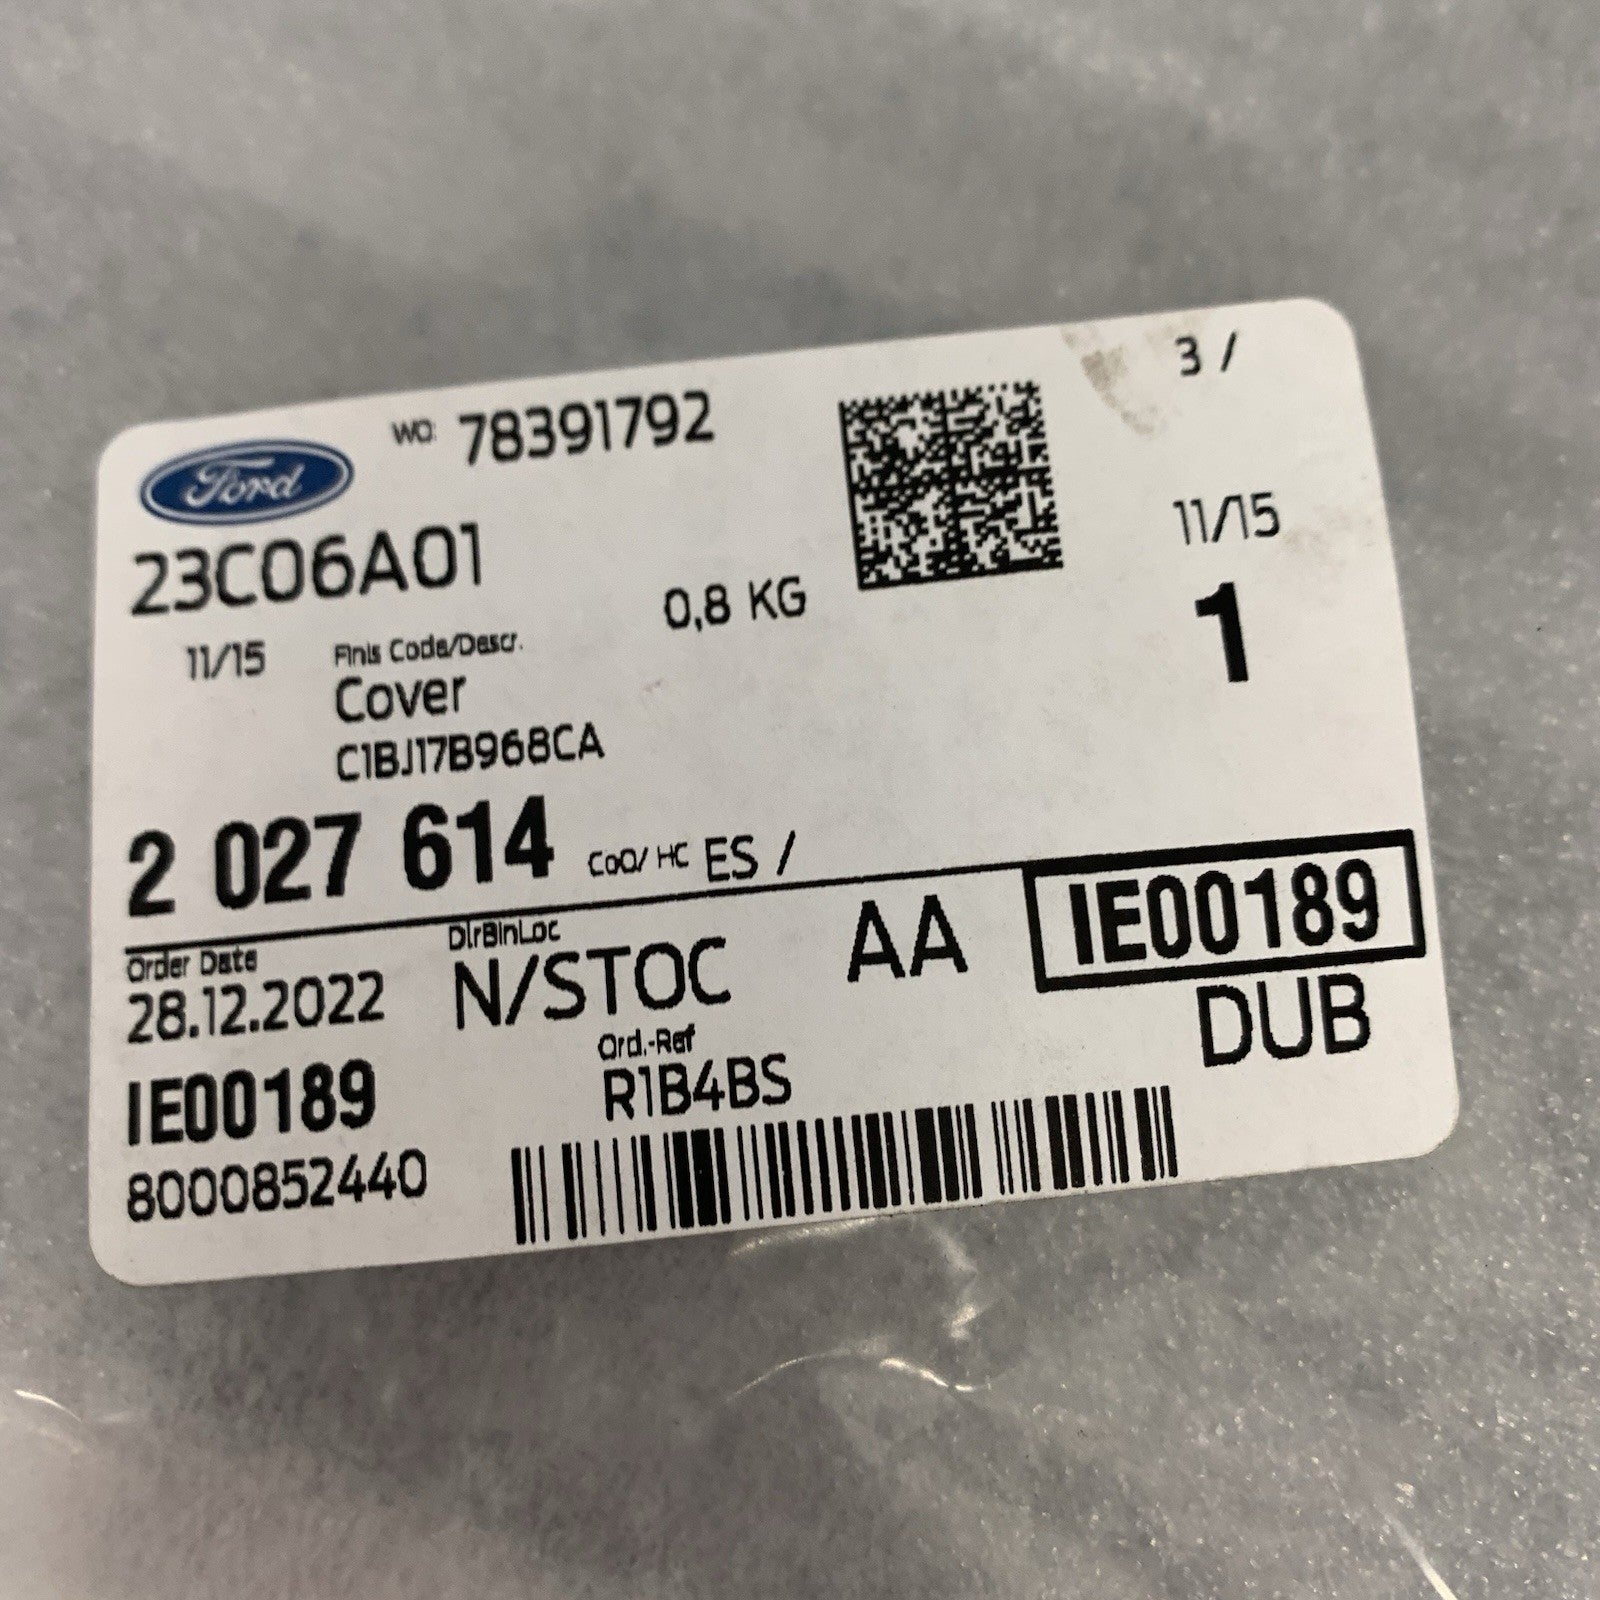 Ford
WO: 78391792
3 /
23C06A01
0,8 KG
11/15
11/15
Finis Code/Descr.
1
Cover
C1BJ17B968CA
2 027 614
CoO/ HC ES /
Order Date
DlrBinLoc
AA
IE00189
28.12.2022
N/STOC
DUB
Ord.-Ref
IE00189
R1B4BS
8000852440